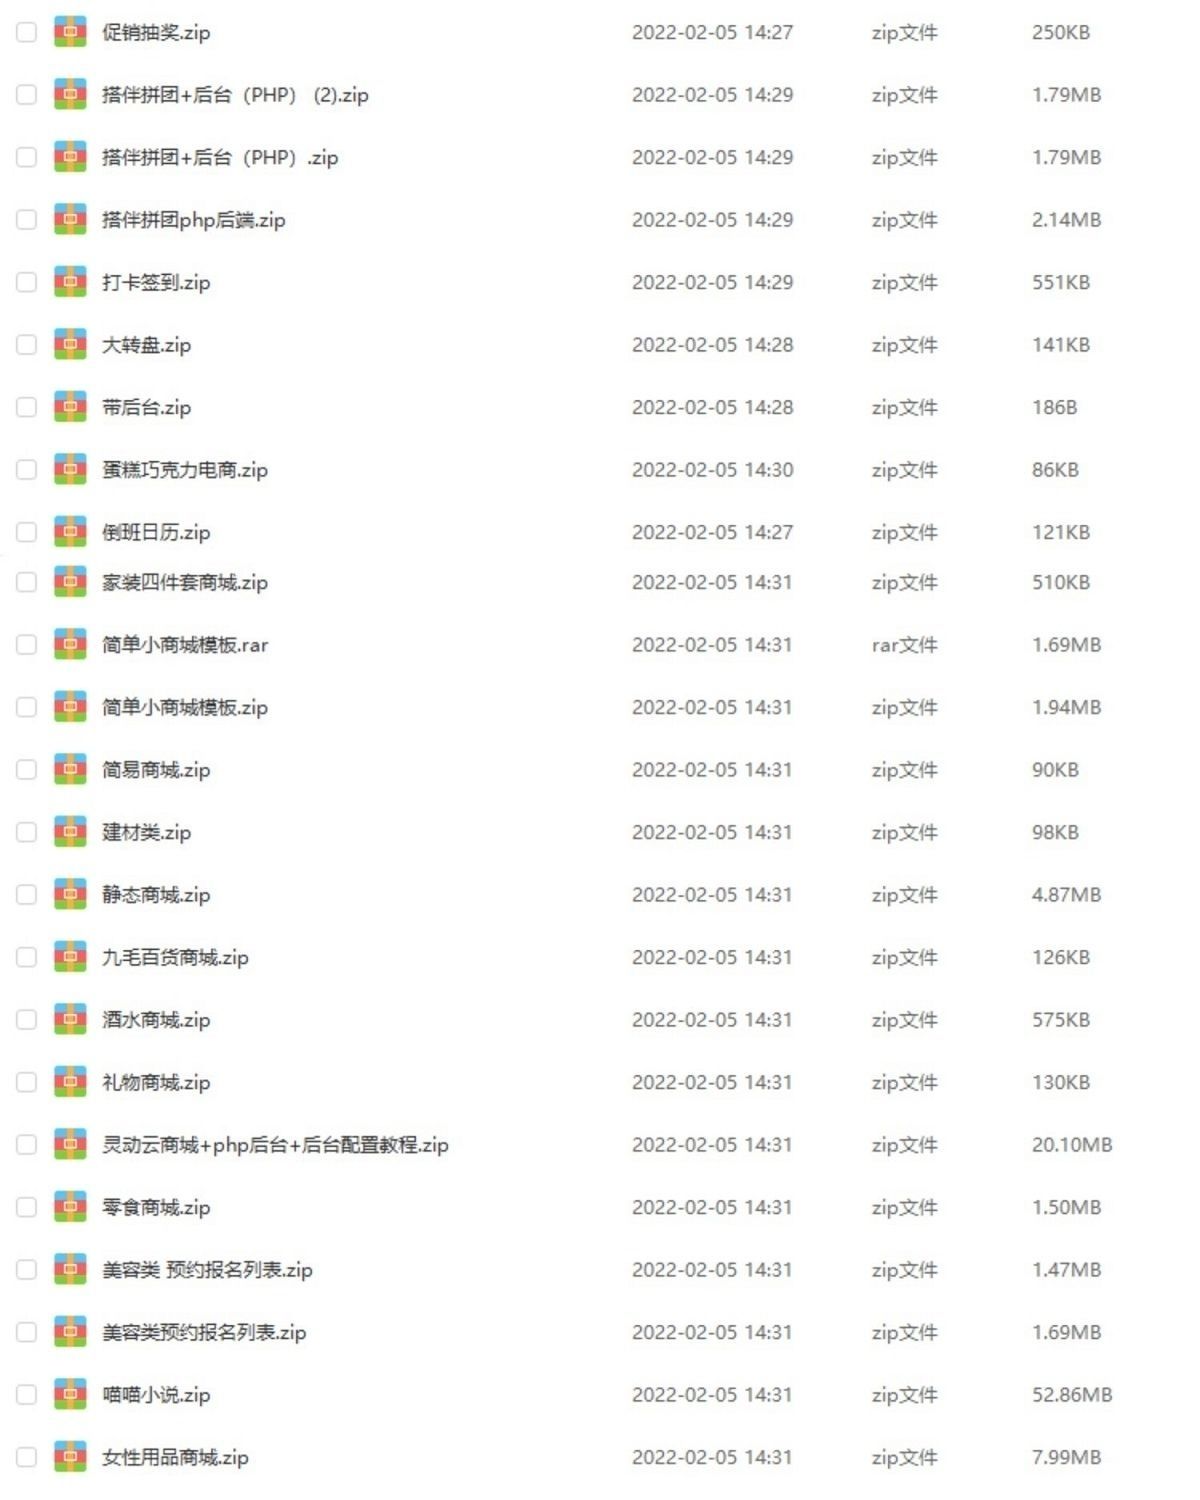 促销抽奖.zip 2022-02-05 14:27 zip文件 250KB
搭伴拼团+后台（PHP） (2).zip 2022-02-05 14:29 zip文件 1.79MB
搭伴拼团+后台（PHP）.zip 2022-02-05 14:29 zip文件 1.79MB
搭伴拼团php后端.zip 2022-02-05 14:29 zip文件 2.14MB
打卡签到.zip 2022-02-05 14:29 zip文件 551KB
大转盘.zip 2022-02-05 14:28 zip文件 141KB
带后台.zip 2022-02-05 14:28 zip文件 186B
蛋糕巧克力电商.zip 2022-02-05 14:30 zip文件 86KB
倒班日历.zip 2022-02-05 14:27 zip文件 121KB
家装四件套商城.zip 2022-02-05 14:31 zip文件 510KB
简单小商城模板.rar 2022-02-05 14:31 rar文件 1.69MB
简单小商城模板.zip 2022-02-05 14:31 zip文件 1.94MB
简易商城.zip 2022-02-05 14:31 zip文件 90KB
建材类.zip 2022-02-05 14:31 zip文件 98KB
静态商城.zip 2022-02-05 14:31 zip文件 4.87MB
九毛百货商城.zip 2022-02-05 14:31 zip文件 126KB
酒水商城.zip 2022-02-05 14:31 zip文件 575KB
礼物商城.zip 2022-02-05 14:31 zip文件 130KB
灵动云商城+php后台+后台配置教程.zip 2022-02-05 14:31 zip文件 20.10MB
零食商城.zip 2022-02-05 14:31 zip文件 1.50MB
美容类 预约报名列表.zip 2022-02-05 14:31 zip文件 1.47MB
美容类预约报名列表.zip 2022-02-05 14:31 zip文件 1.69MB
喵喵小说.zip 2022-02-05 14:31 zip文件 52.86MB
女性用品商城.zip 2022-02-05 14:31 zip文件 7.99MB